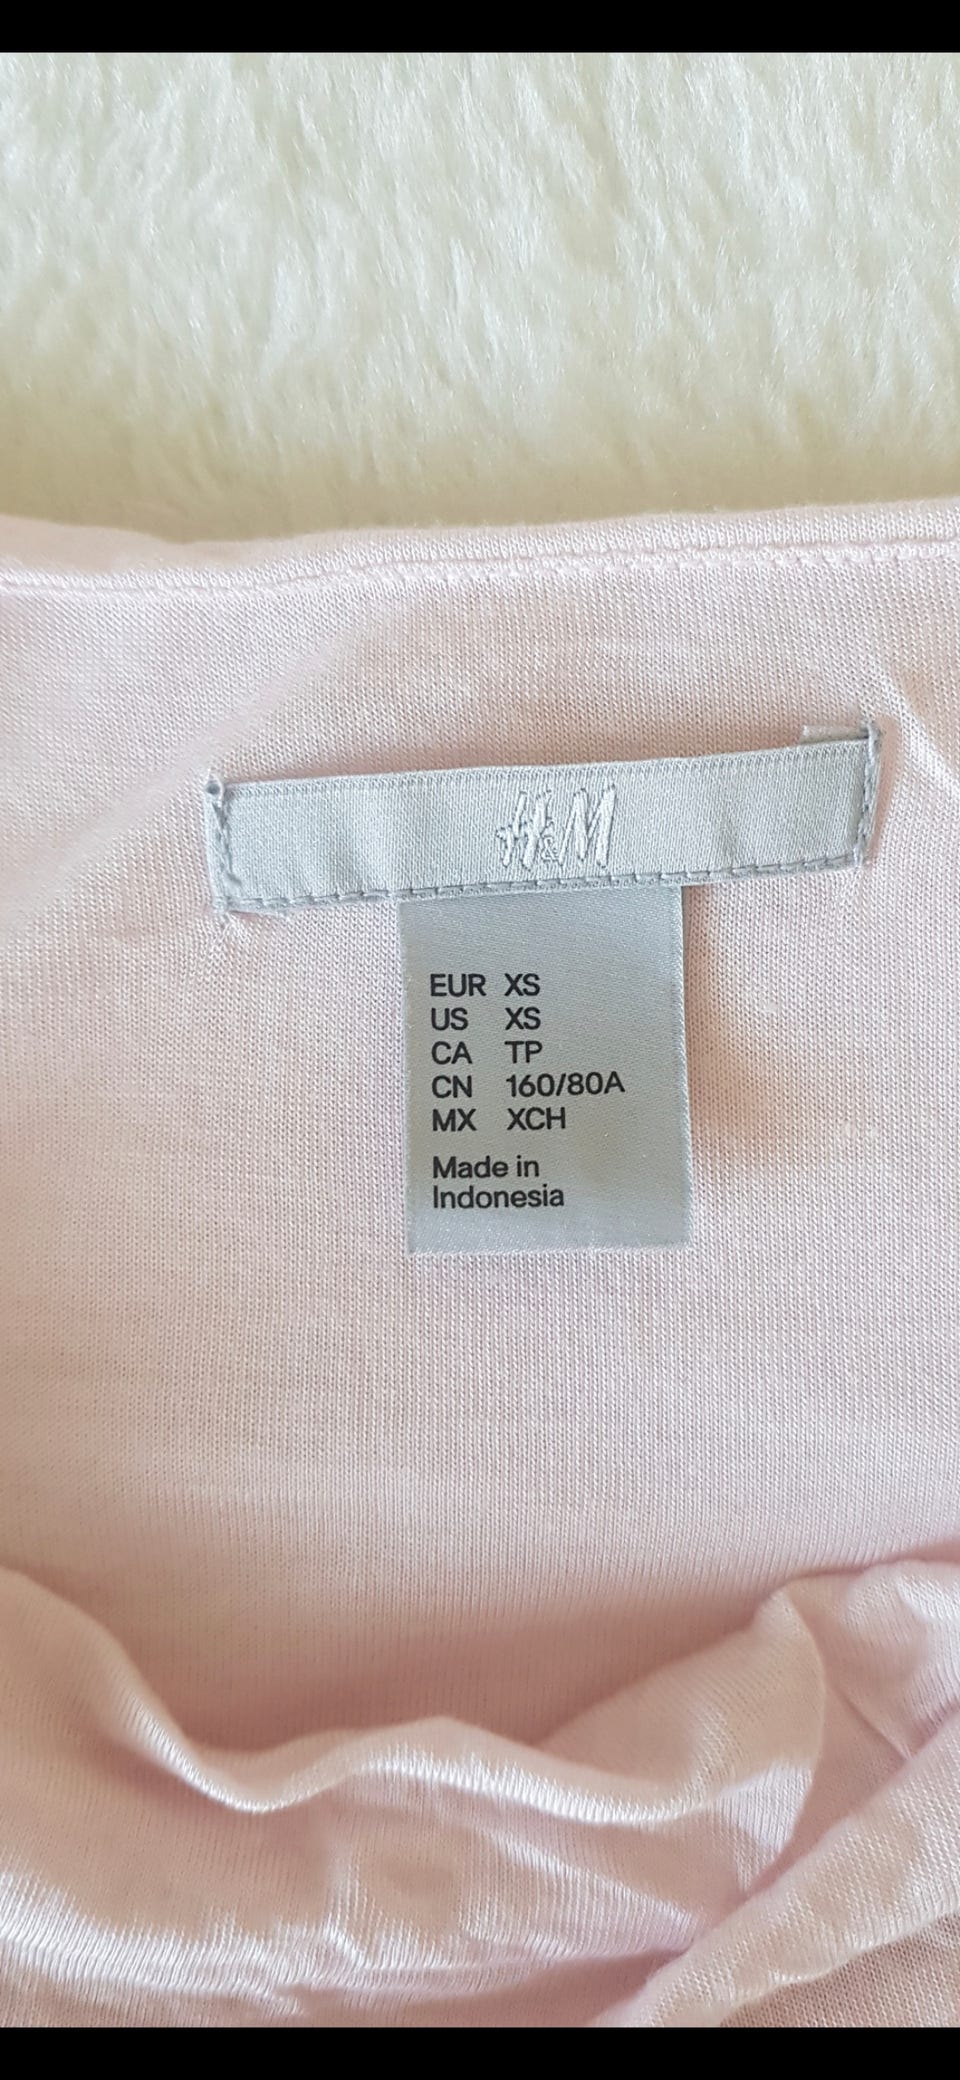 H&M
EUR XS
US XS
CA TP
CN 160/80A
MX XCH
Made in
Indonesia